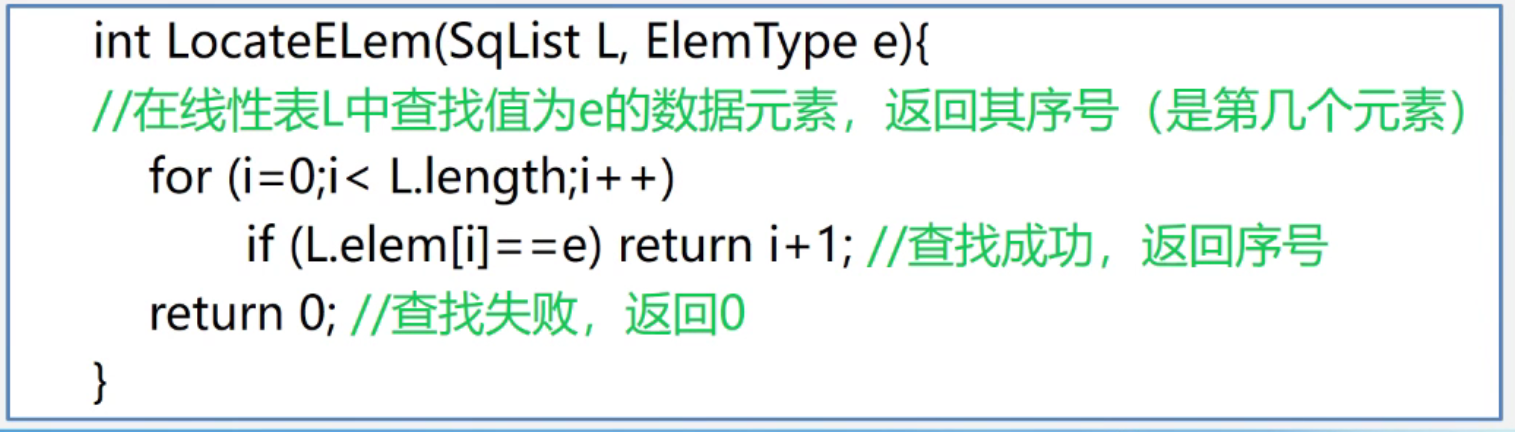 int LocateELem(SqList L, ElemType e){
//在线性表L中查找值为e的数据元素，返回其序号（是第几个元素）
for (i=0;i< L.length;i++)
if (L.elem[i]==e) return i+1; //查找成功，返回序号
return 0; //查找失败，返回0
}